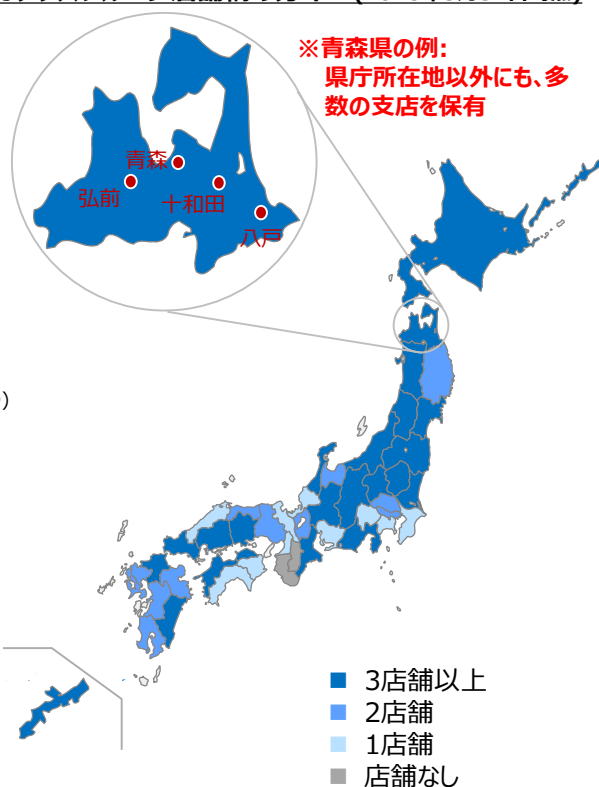 ※青森県の例:
県庁所在地以外にも、多
数の支店を保有
青森
弘前
十和田
八戸
3店舗以上
2店舗
1店舗
店舗なし